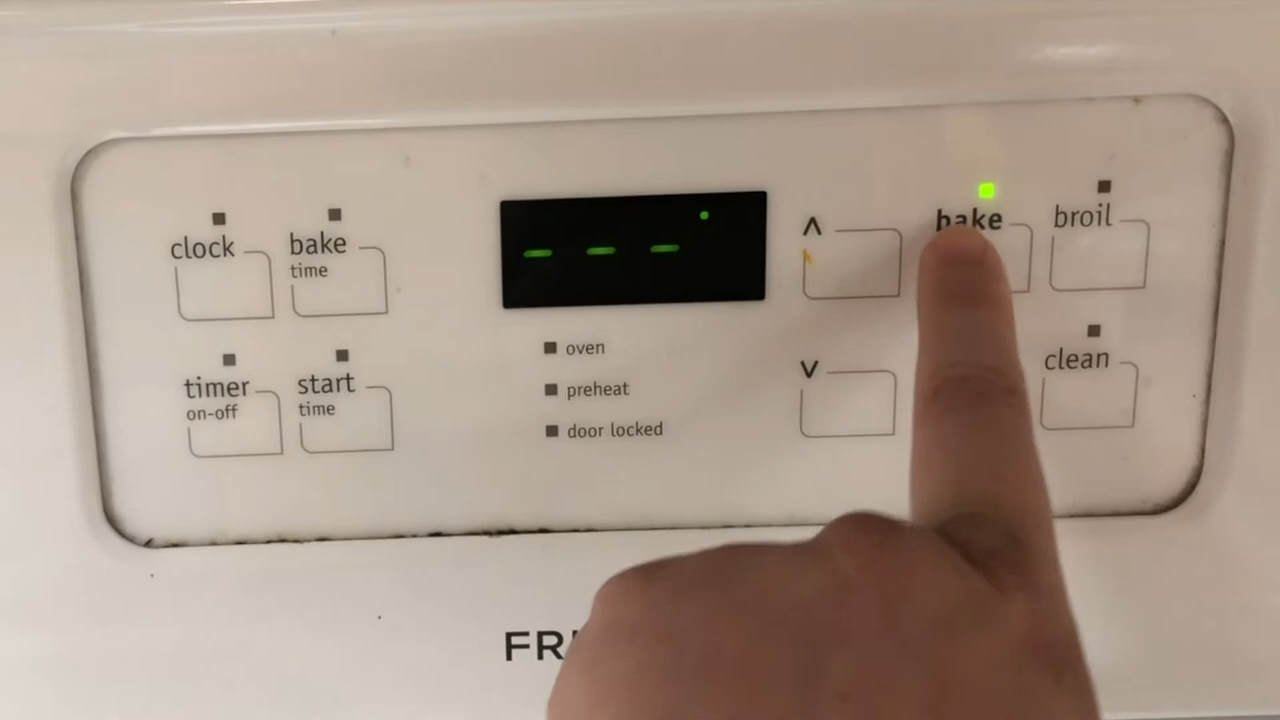 clock
bake
time
timer
on-off
start
time
- - - °
oven
preheat
door locked
^
v
bake
broil
clean
FR